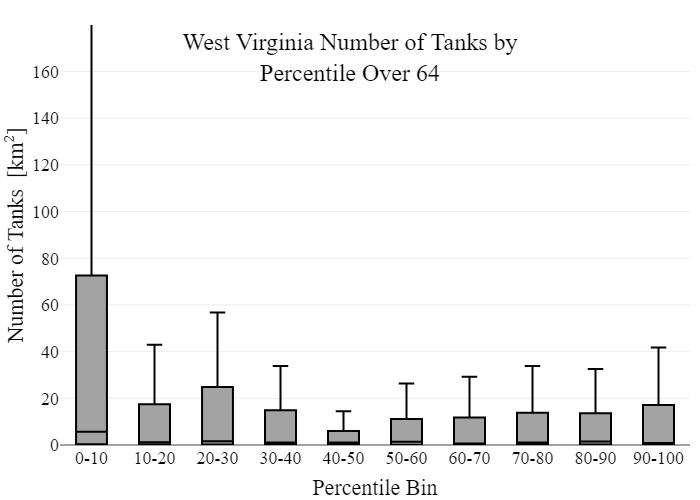 West Virginia Number of Tanks by
Percentile Over 64
Number of Tanks [km²]
160
140
120
100
80
60
40
20
0
0-10 10-20 20-30 30-40 40-50 50-60 60-70 70-80 80-90 90-100
Percentile Bin